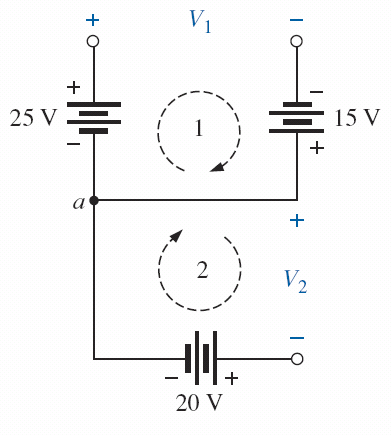 + V1 −
+ −
25 V 1 15 V
− +
a
+
2 V2
−
− +
20 V